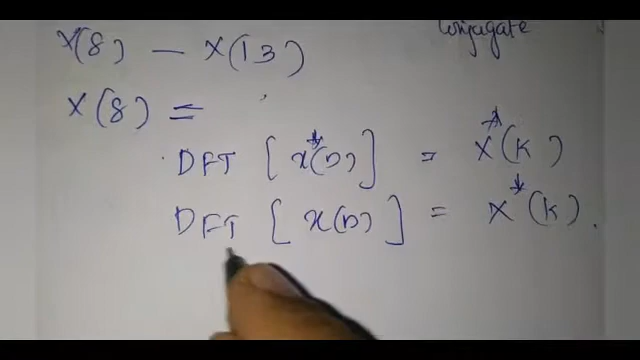 Conjugate
X(8) — X(13)
X(8) =
DFT [x*(n)] = X*(K)
DFT [x(n)] = X*(K).